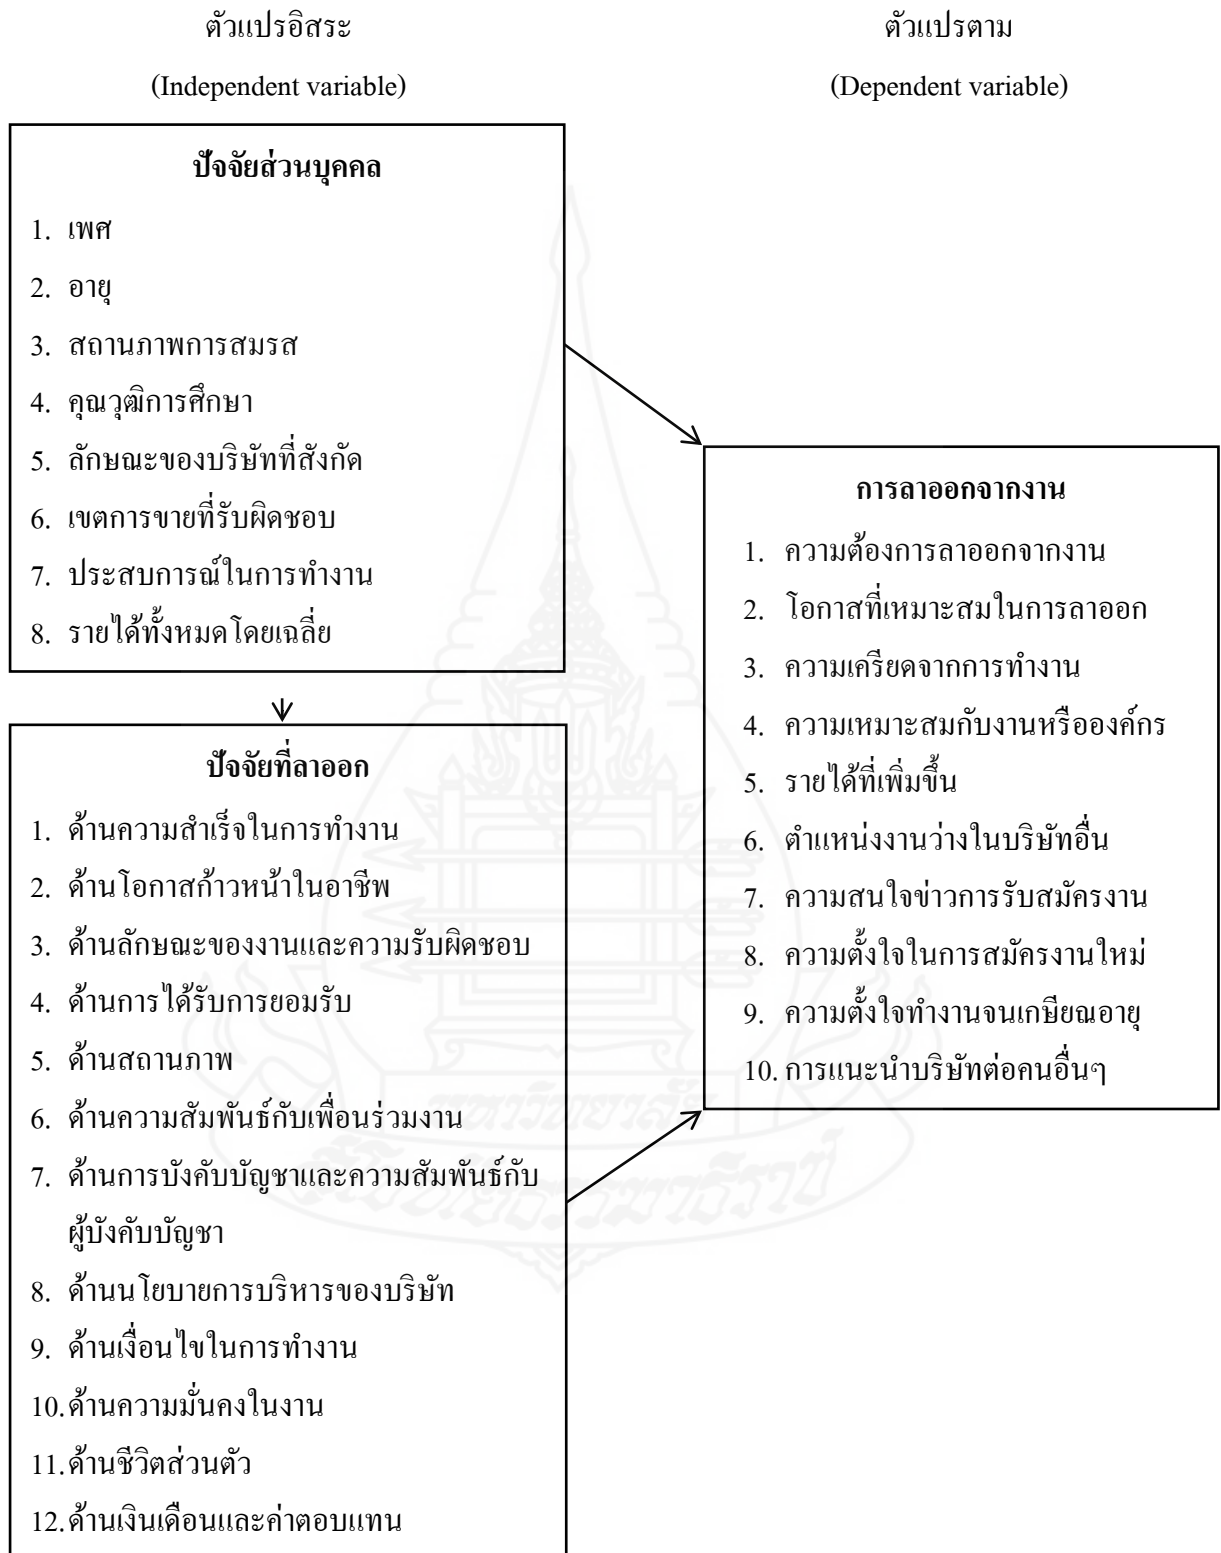 ตัวแปรอิสระ
(Independent variable)
ตัวแปรตาม
(Dependent variable)
ปัจจัยส่วนบุคคล
1. เพศ
2. อายุ
3. สถานภาพการสมรส
4. คุณวุฒิการศึกษา
5. ลักษณะของบริษัทที่สังกัด
6. เขตการขายที่รับผิดชอบ
7. ประสบการณ์ในการทำงาน
8. รายได้ทั้งหมดโดยเฉลี่ย
ปัจจัยที่ลาออก
1. ด้านความสำเร็จในการทำงาน
2. ด้านโอกาสก้าวหน้าในอาชีพ
3. ด้านลักษณะของงานและความรับผิดชอบ
4. ด้านการได้รับการยอมรับ
5. ด้านสถานภาพ
6. ด้านความสัมพันธ์กับเพื่อนร่วมงาน
7. ด้านการบังคับบัญชาและความสัมพันธ์กับ
ผู้บังคับบัญชา
8. ด้านนโยบายการบริหารของบริษัท
9. ด้านเงื่อนไขในการทำงาน
10. ด้านความมั่นคงในงาน
11. ด้านชีวิตส่วนตัว
12. ด้านเงินเดือนและค่าตอบแทน
การลาออกจากงาน
1. ความต้องการลาออกจากงาน
2. โอกาสที่เหมาะสมในการลาออก
3. ความเครียดจากการทำงาน
4. ความเหมาะสมกับงานหรือองค์กร
5. รายได้ที่เพิ่มขึ้น
6. ตำแหน่งงานว่างในบริษัทอื่น
7. ความสนใจข่าวการรับสมัครงาน
8. ความตั้งใจในการสมัครงานใหม่
9. ความตั้งใจทำงานจนเกษียณอายุ
10. การแนะนำบริษัทต่อคนอื่นๆ
มหาวิทยาลัย
สุโขทัยธรรมาธิราช